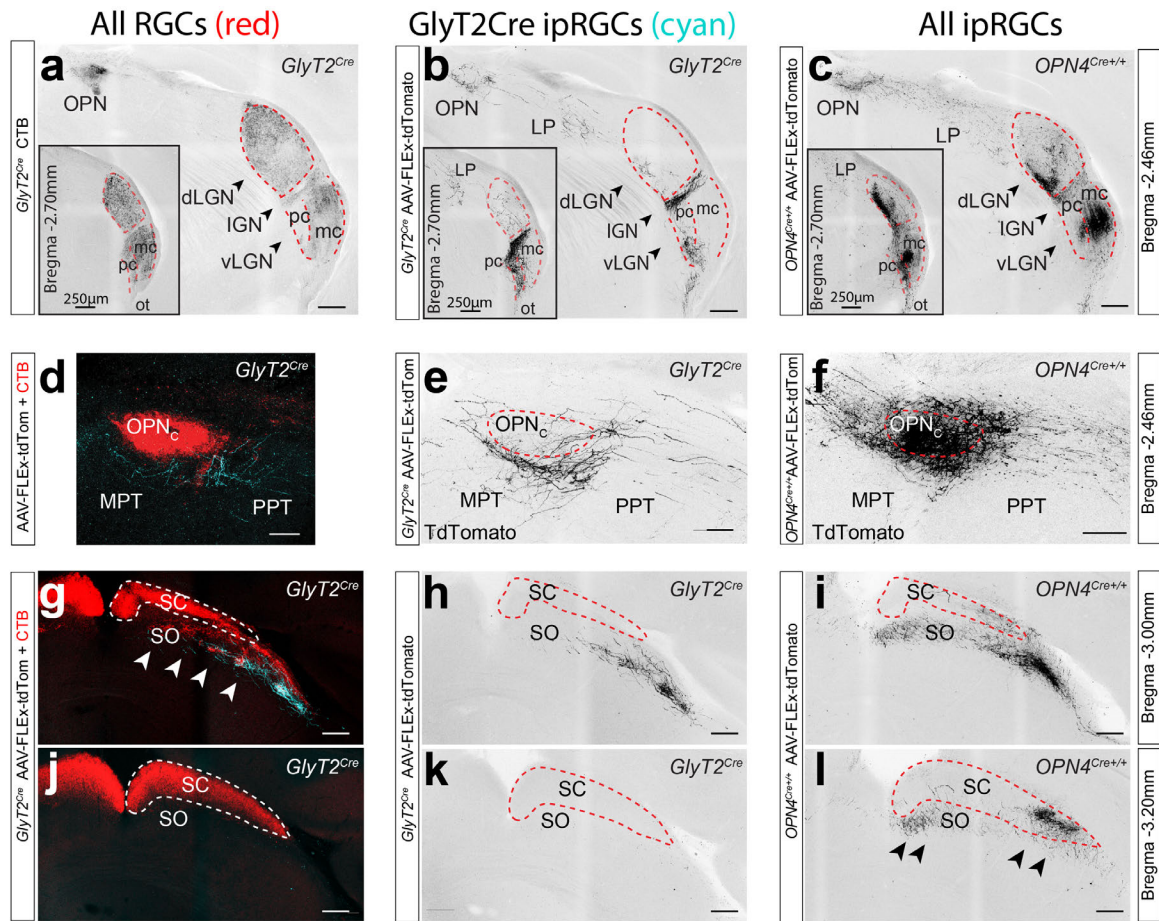 All RGCs (red)
GlyT2Cre ipRGCs (cyan)
All ipRGCs
GlyT2Cre CTB
a
GlyT2Cre
OPN
Bregma -2.70mm
dLGN
IGN
vLGN
pc
mc
mc
pc
250µm
ot
GlyT2Cre AAV-FLEx-tdTomato
b
GlyT2Cre
OPN
LP
LP
Bregma -2.70mm
dLGN
IGN
vLGN
pc
mc
mc
pc
250µm
ot
OPN4Cre+/+ AAV-FLEx-tdTomato
c
OPN4Cre+/+
OPN
LP
LP
Bregma -2.70mm
dLGN
IGN
vLGN
pc
mc
mc
pc
250µm
ot
Bregma -2.46mm
AAV-FLEx-tdTom + CTB
d
GlyT2Cre
OPNc
MPT
PPT
GlyT2Cre AAV-FLEx-tdTom
e
GlyT2Cre
OPNc
MPT
PPT
TdTomato
OPN4Cre+/+AAV-FLEx-tdTom
f
OPN4Cre+/+
OPNc
MPT
PPT
TdTomato
Bregma -2.46mm
GlyT2Cre AAV-FLEx-tdTom + CTB
g
GlyT2Cre
SC
SO
GlyT2Cre AAV-FLEx-tdTomato
h
GlyT2Cre
SC
SO
OPN4Cre+/+ AAV-FLEx-tdTomato
i
OPN4Cre+/+
SC
SO
Bregma -3.00mm
j
GlyT2Cre
SC
SO
k
GlyT2Cre
SC
SO
l
OPN4Cre+/+
SC
SO
Bregma -3.20mm